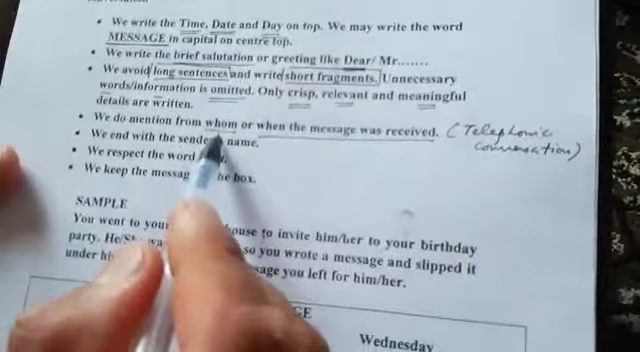 • We write the Time, Date and Day on top. We may write the word
MESSAGE in capital on centre top.
• We write the brief salutation or greeting like Dear/ Mr.......
• We avoid long sentences and write short fragments. Unnecessary
words/information is omitted. Only crisp, relevant and meaningful
details are written.
• We do mention from whom or when the message was received. (Telephonic
conversation)
• We end with the sender name.
• We respect the word
• We keep the messag he box.
SAMPLE
You went to your house to invite him/her to your birthday
party. He/Sh wa so you wrote a message and slipped it
under hi sage you left for him/her.
GE
Wednesday